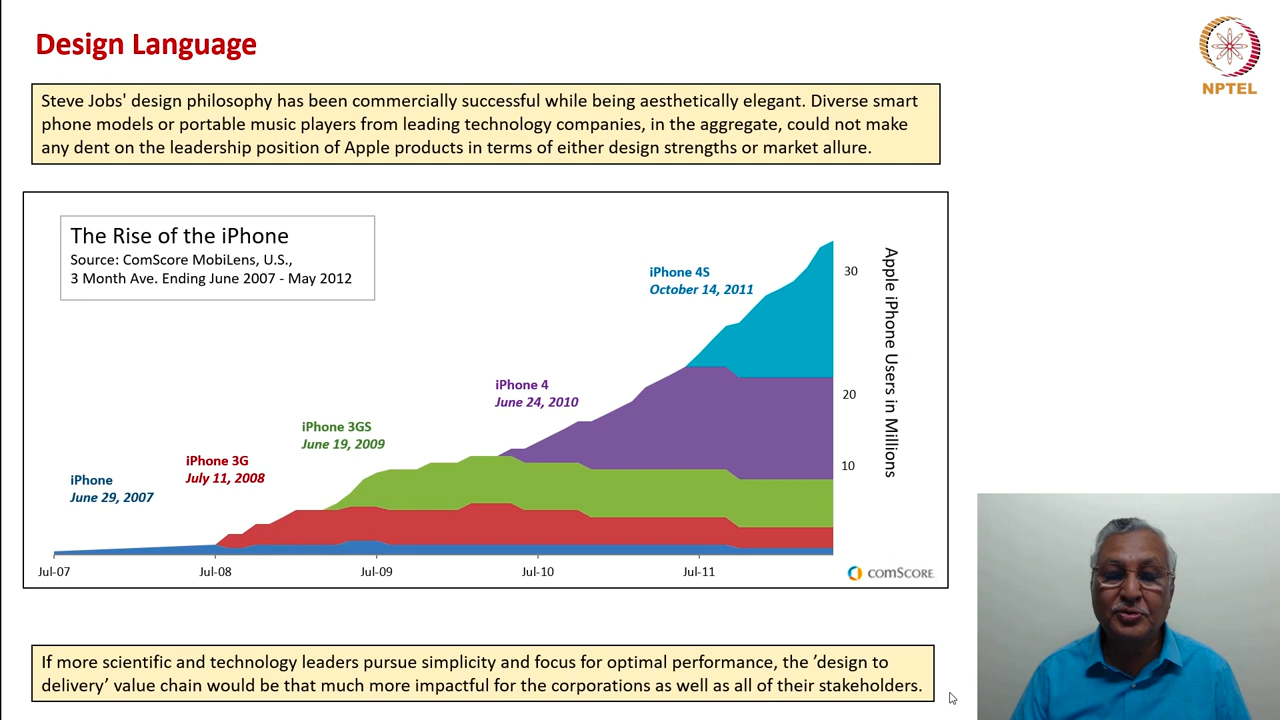 Design Language
NPTEL
Steve Jobs' design philosophy has been commercially successful while being aesthetically elegant. Diverse smart
phone models or portable music players from leading technology companies, in the aggregate, could not make
any dent on the leadership position of Apple products in terms of either design strengths or market allure.
The Rise of the iPhone
Source: ComScore MobiLens, U.S.,
3 Month Ave. Ending June 2007 - May 2012
iPhone
June 29, 2007
iPhone 3G
July 11, 2008
iPhone 3GS
June 19, 2009
iPhone 4
June 24, 2010
iPhone 4S
October 14, 2011
30
20
10
Apple iPhone Users in Millions
Jul-07
Jul-08
Jul-09
Jul-10
Jul-11
comScore.
If more scientific and technology leaders pursue simplicity and focus for optimal performance, the ’design to
delivery’ value chain would be that much more impactful for the corporations as well as all of their stakeholders.